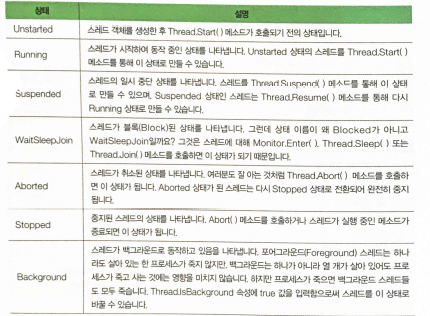 상태
설명
Unstarted
스레드 객체를 생성한 후 Thread.Start( ) 메소드가 호출되기 전의 상태입니다.
Running
스레드가 시작하여 동작 중인 상태를 나타냅니다. Unstarted 상태의 스레드를 Thread.Start( )
메소드를 통해 이 상태로 만들 수 있습니다.
Suspended
스레드의 일시 중단 상태를 나타냅니다. 스레드를 Thread.Suspend( ) 메소드를 통해 이 상태
로 만들 수 있으며, Suspended 상태인 스레드는 Thread.Resume( ) 메소드를 통해 다시
Running 상태로 만들 수 있습니다.
WaitSleepJoin
스레드가 블록(Block)된 상태를 나타냅니다. 그런데 상태 이름이 왜 Blocked가 아니고
WaitSleepJoin일까요? 그것은 스레드에 대해 Monitor.Enter( ), Thread.Sleep( ) 또는
Thread.Join( ) 메소드를 호출하면 이 상태가 되기 때문입니다.
Aborted
스레드가 취소된 상태를 나타냅니다. 여러분도 잘 아는 것처럼 Thread.Abort( ) 메소드를 호출하
면 이 상태가 됩니다. Aborted 상태가 된 스레드는 다시 Stopped 상태로 전환되어 완전히 중지
됩니다.
Stopped
중지된 스레드의 상태를 나타냅니다. Abort( ) 메소드를 호출하거나 스레드가 실행 중인 메소드가
종료되면 이 상태가 됩니다.
Background
스레드가 백그라운드로 동작하고 있음을 나타냅니다. 포어그라운드(Foreground) 스레드는 하나
라도 살아 있는 한 프로세스가 죽지 않지만, 백그라운드는 하나가 아니라 열 개가 살아 있어도 프로
세스가 죽고 사는 것에는 영향을 미치지 않습니다. 하지만 프로세스가 죽으면 백그라운드 스레드들
도 모두 죽습니다. Thread.IsBackground 속성에 true 값을 입력함으로써 스레드를 이 상태로
바꿀 수 있습니다.